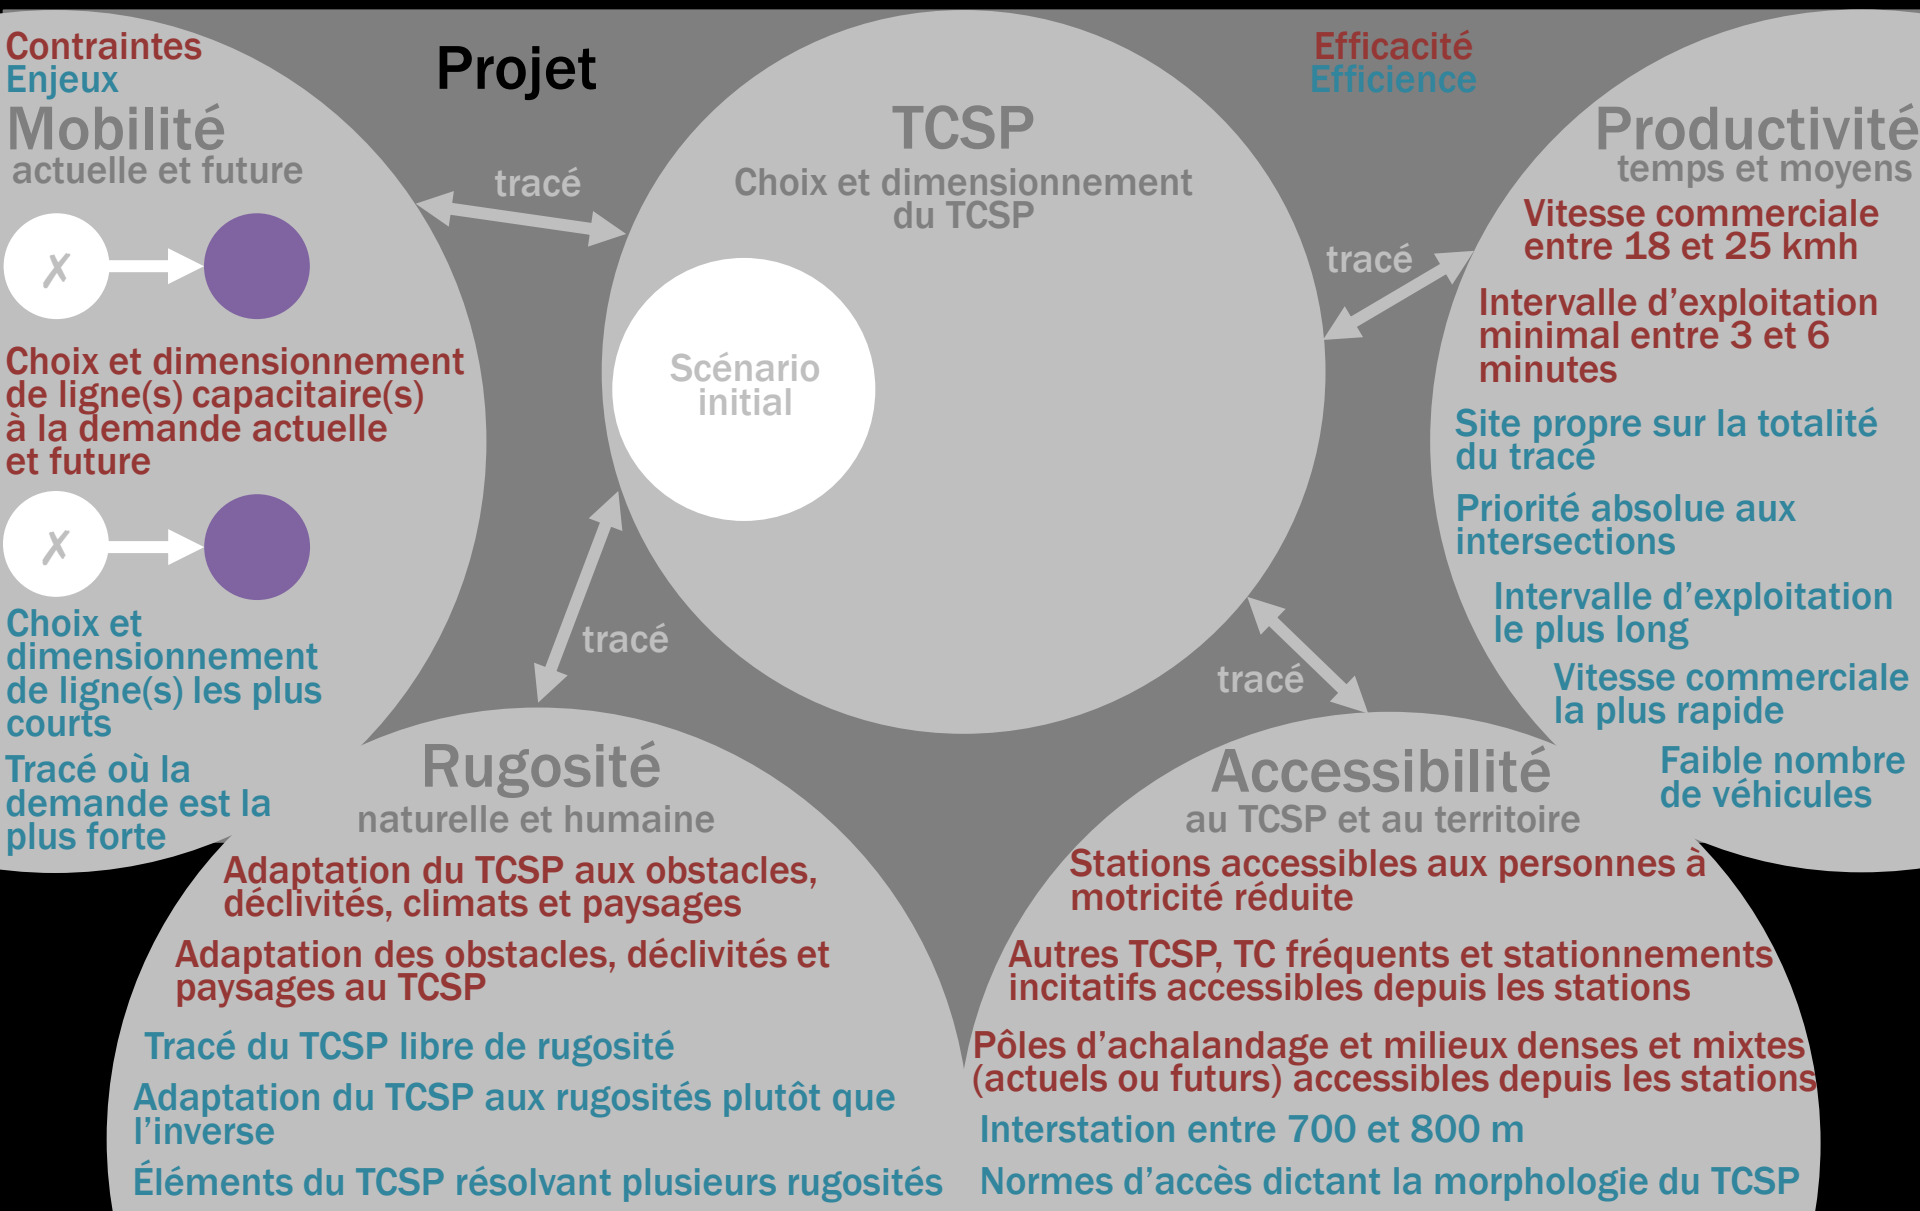 Contraintes
Enjeux
Mobilité
actuelle et future
✗
Choix et dimensionnement
de ligne(s) capacitaire(s)
à la demande actuelle
et future
✗
Choix et
dimensionnement
de ligne(s) les plus
courts
Tracé où la
demande est la
plus forte
Projet
tracé
TCSP
Choix et dimensionnement
du TCSP
Scénario
initial
tracé
tracé
tracé
Efficacité
Efficience
Productivité
temps et moyens
Vitesse commerciale
entre 18 et 25 kmh
Intervalle d’exploitation
minimal entre 3 et 6
minutes
Site propre sur la totalité
du tracé
Priorité absolue aux
intersections
Intervalle d’exploitation
le plus long
Vitesse commerciale
la plus rapide
Faible nombre
de véhicules
Rugosité
naturelle et humaine
Adaptation du TCSP aux obstacles,
déclivités, climats et paysages
Adaptation des obstacles, déclivités et
paysages au TCSP
Tracé du TCSP libre de rugosité
Adaptation du TCSP aux rugosités plutôt que
l’inverse
Éléments du TCSP résolvant plusieurs rugosités
Accessibilité
au TCSP et au territoire
Stations accessibles aux personnes à
motricité réduite
Autres TCSP, TC fréquents et stationnements
incitatifs accessibles depuis les stations
Pôles d’achalandage et milieux denses et mixtes
(actuels ou futurs) accessibles depuis les stations
Interstation entre 700 et 800 m
Normes d’accès dictant la morphologie du TCSP